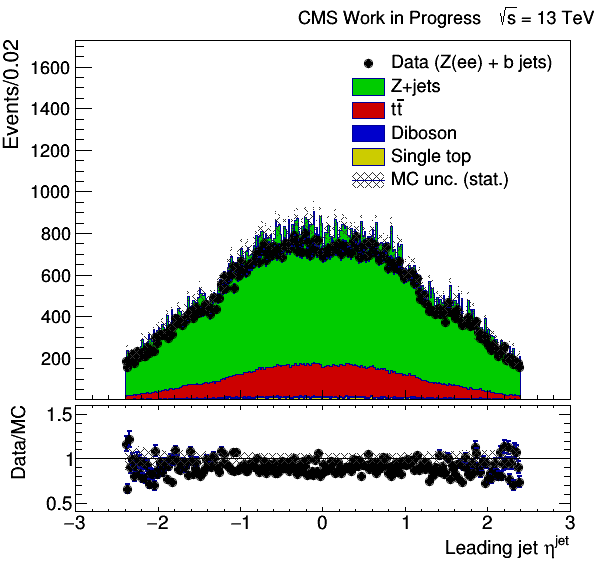 CMS Work in Progress √s = 13 TeV
Events/0.02
1600
1400
1200
1000
800
600
400
200
Data (Z(ee) + b jets)
Z+jets
tt̄
Diboson
Single top
MC unc. (stat.)
Data/MC
1.5
1
0.5
−3 −2 −1 0 1 2 3
Leading jet η^jet